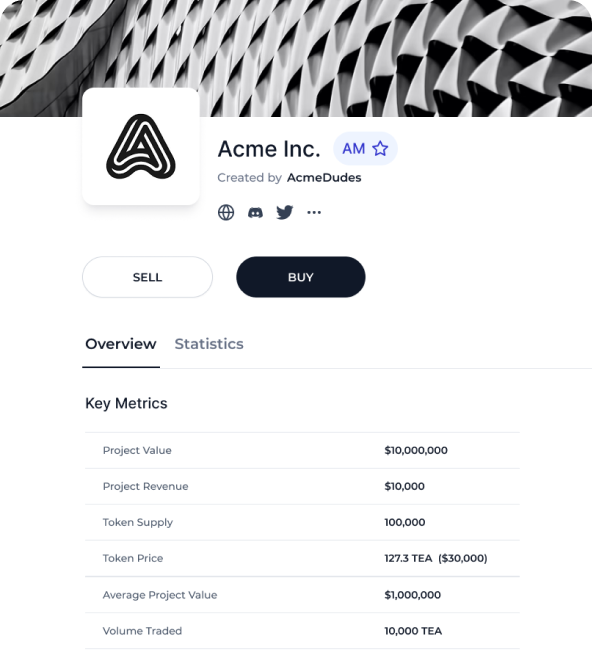 Acme Inc. AM
Created by AcmeDudes
SELL BUY
Overview Statistics
Key Metrics
Project Value $10,000,000
Project Revenue $10,000
Token Supply 100,000
Token Price 127.3 TEA ($30,000)
Average Project Value $1,000,000
Volume Traded 10,000 TEA